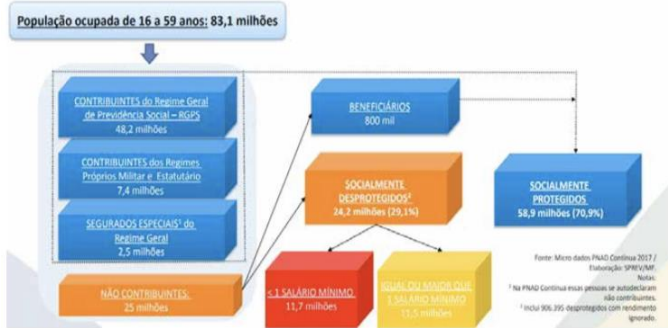 População ocupada de 16 a 59 anos: 83,1 milhões
CONTRIBUINTES do Regime Geral
de Previdência Social – RGPS
48,2 milhões
CONTRIBUINTES dos Regimes
Próprios Militar e Estatutário
7,4 milhões
SEGURADOS ESPECIAIS¹ do
Regime Geral
2,5 milhões
NÃO CONTRIBUINTES:
25 milhões
BENEFICIÁRIOS
800 mil
SOCIALMENTE
DESPROTEGIDOS²
24,2 milhões (29,1%)
< 1 SALÁRIO MÍNIMO
11,7 milhões
IGUAL OU MAIOR QUE
1 SALÁRIO MÍNIMO
11,5 milhões
SOCIALMENTE
PROTEGIDOS
58,9 milhões (70,9%)
Fonte: Micro dados PNAD Contínua 2017 /
Elaboração: SPREV/MF.
Notas:
¹ Na PNAD Contínua essas pessoas se autodeclaram
não contribuintes.
² Inclui 906.395 desprotegidos com rendimento
ignorado.